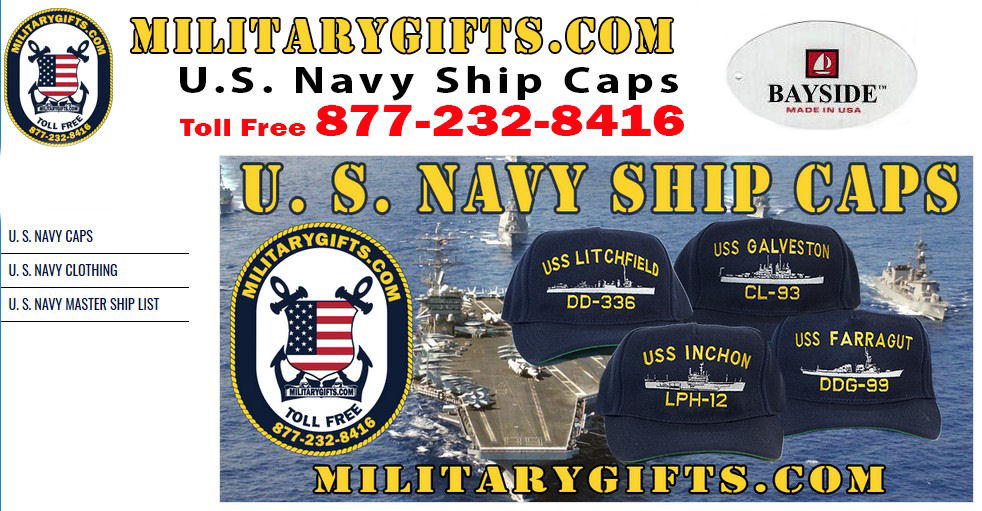 MILITARYGIFTS.COM
TOLL FREE
877-232-8416
MILITARYGIFTS.COM
U.S. Navy Ship Caps
Toll Free 877-232-8416
BAYSIDE™
MADE IN USA
U. S. NAVY CAPS
U. S. NAVY CLOTHING
U. S. NAVY MASTER SHIP LIST
U. S. NAVY SHIP CAPS
MILITARYGIFTS.COM
MILITARYGIFTS.COM
TOLL FREE
877-232-8416
USS LITCHFIELD
DD-336
USS GALVESTON
CL-93
USS INCHON
LPH-12
USS FARRAGUT
DDG-99
MILITARYGIFTS.COM